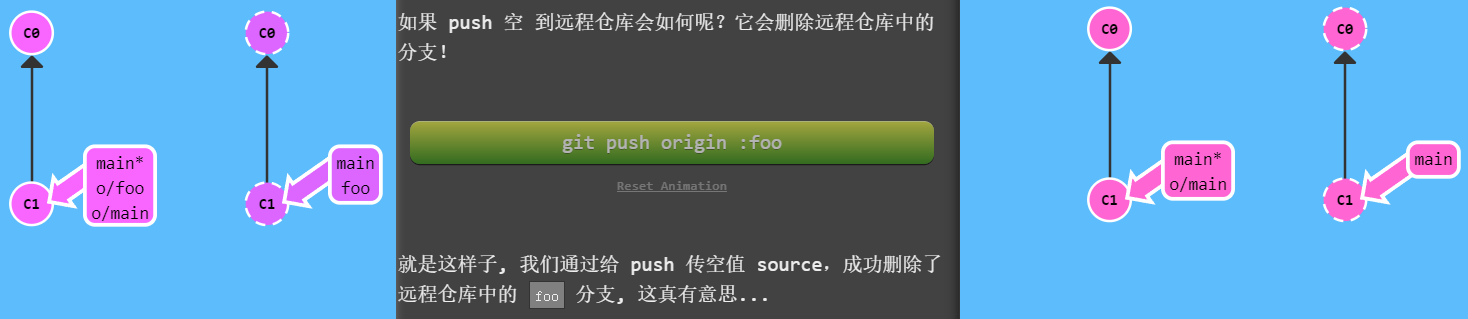 C0
C1
main*
o/foo
o/main
C0
C1
main
foo
如果 push 空 到远程仓库会如何呢？它会删除远程仓库中的
分支！
git push origin :foo
Reset Animation
就是这样子, 我们通过给 push 传空值 source，成功删除了
远程仓库中的 foo 分支, 这真有意思...
C0
C1
main*
o/main
C0
C1
main